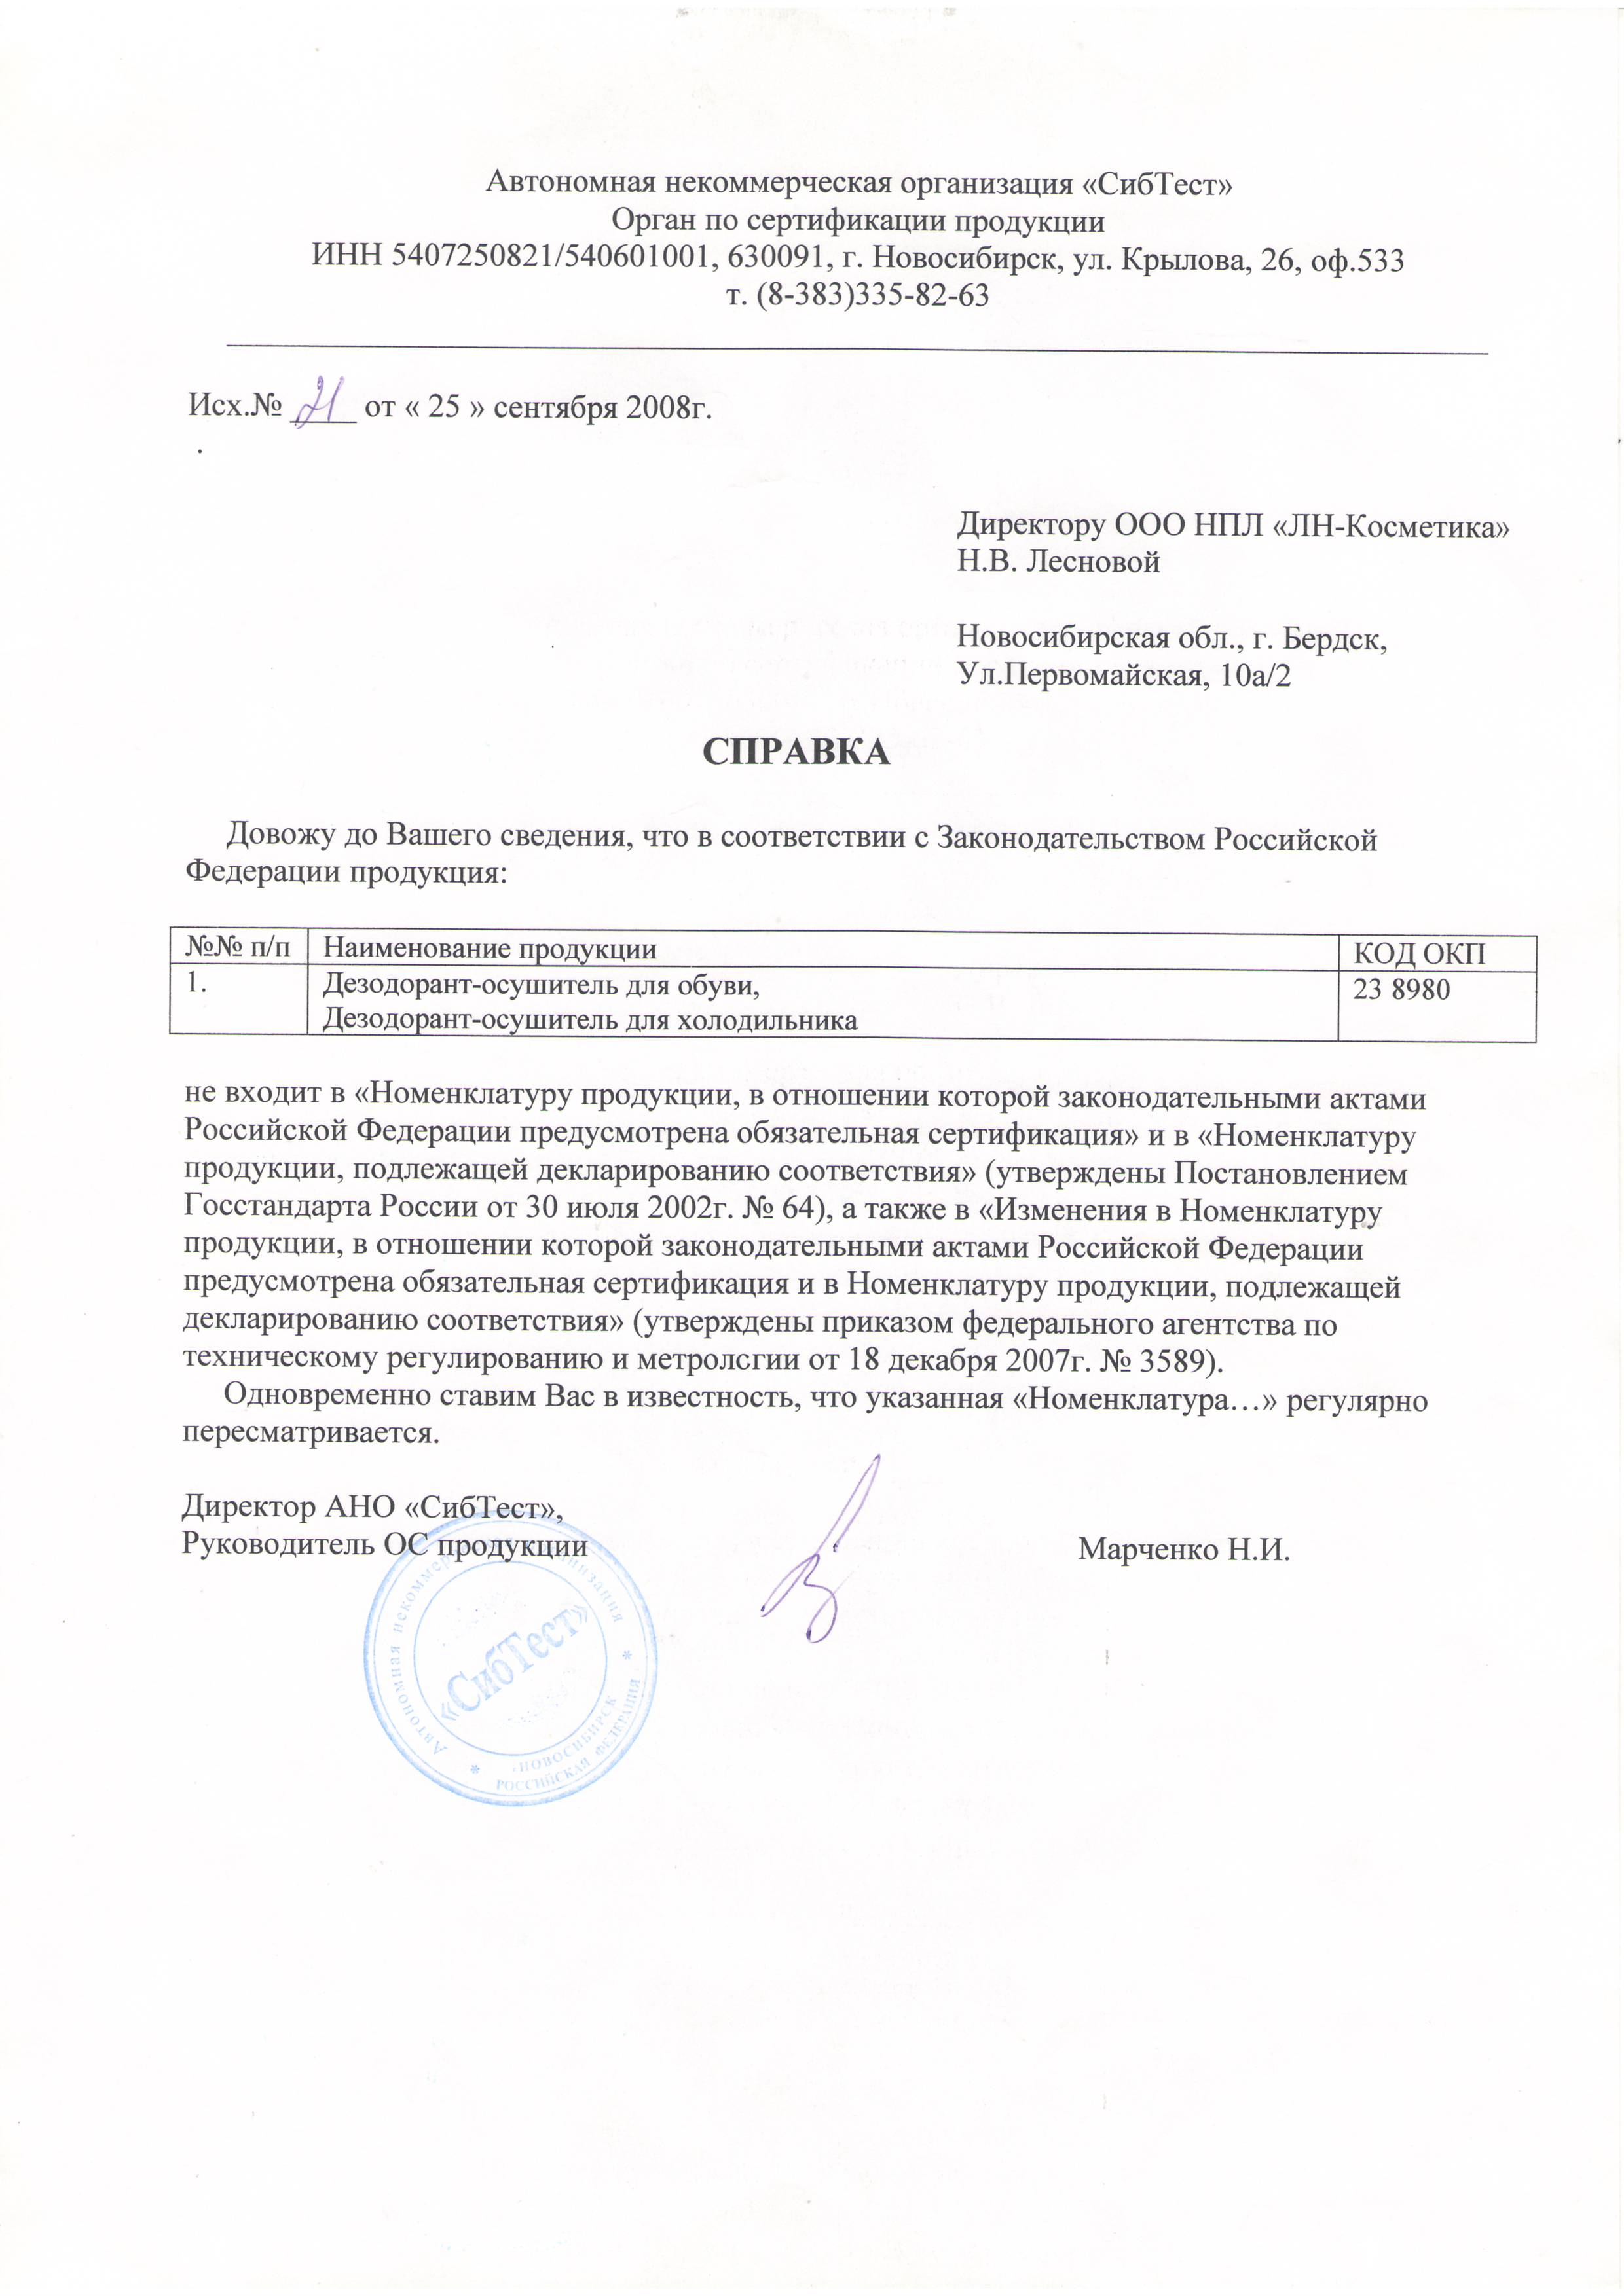 Автономная некоммерческая организация «СибТест»
Орган по сертификации продукции
ИНН 5407250821/540601001, 630091, г. Новосибирск, ул. Крылова, 26, оф.533
т. (8-383)335-82-63
Исх.№ 21 от « 25 » сентября 2008г.
Директору ООО НПЛ «ЛН-Косметика»
Н.В. Лесновой
Новосибирская обл., г. Бердск,
Ул.Первомайская, 10а/2
СПРАВКА
Довожу до Вашего сведения, что в соответствии с Законодательством Российской
Федерации продукция:
№№ п/п Наименование продукции КОД ОКП
1. Дезодорант-осушитель для обуви, 23 8980
Дезодорант-осушитель для холодильника
не входит в «Номенклатуру продукции, в отношении которой законодательными актами
Российской Федерации предусмотрена обязательная сертификация» и в «Номенклатуру
продукции, подлежащей декларированию соответствия» (утверждены Постановлением
Госстандарта России от 30 июля 2002г. № 64), а также в «Изменения в Номенклатуру
продукции, в отношении которой законодательными актами Российской Федерации
предусмотрена обязательная сертификация и в Номенклатуру продукции, подлежащей
декларированию соответствия» (утверждены приказом федерального агентства по
техническому регулированию и метрологии от 18 декабря 2007г. № 3589).
Одновременно ставим Вас в известность, что указанная «Номенклатура…» регулярно
пересматривается.
Директор АНО «СибТест»,
Руководитель ОС продукции Марченко Н.И.
Автономная некоммерческая организация
«СибТест»
* НОВОСИБИРСК *
РОССИЙСКАЯ ФЕДЕРАЦИЯ